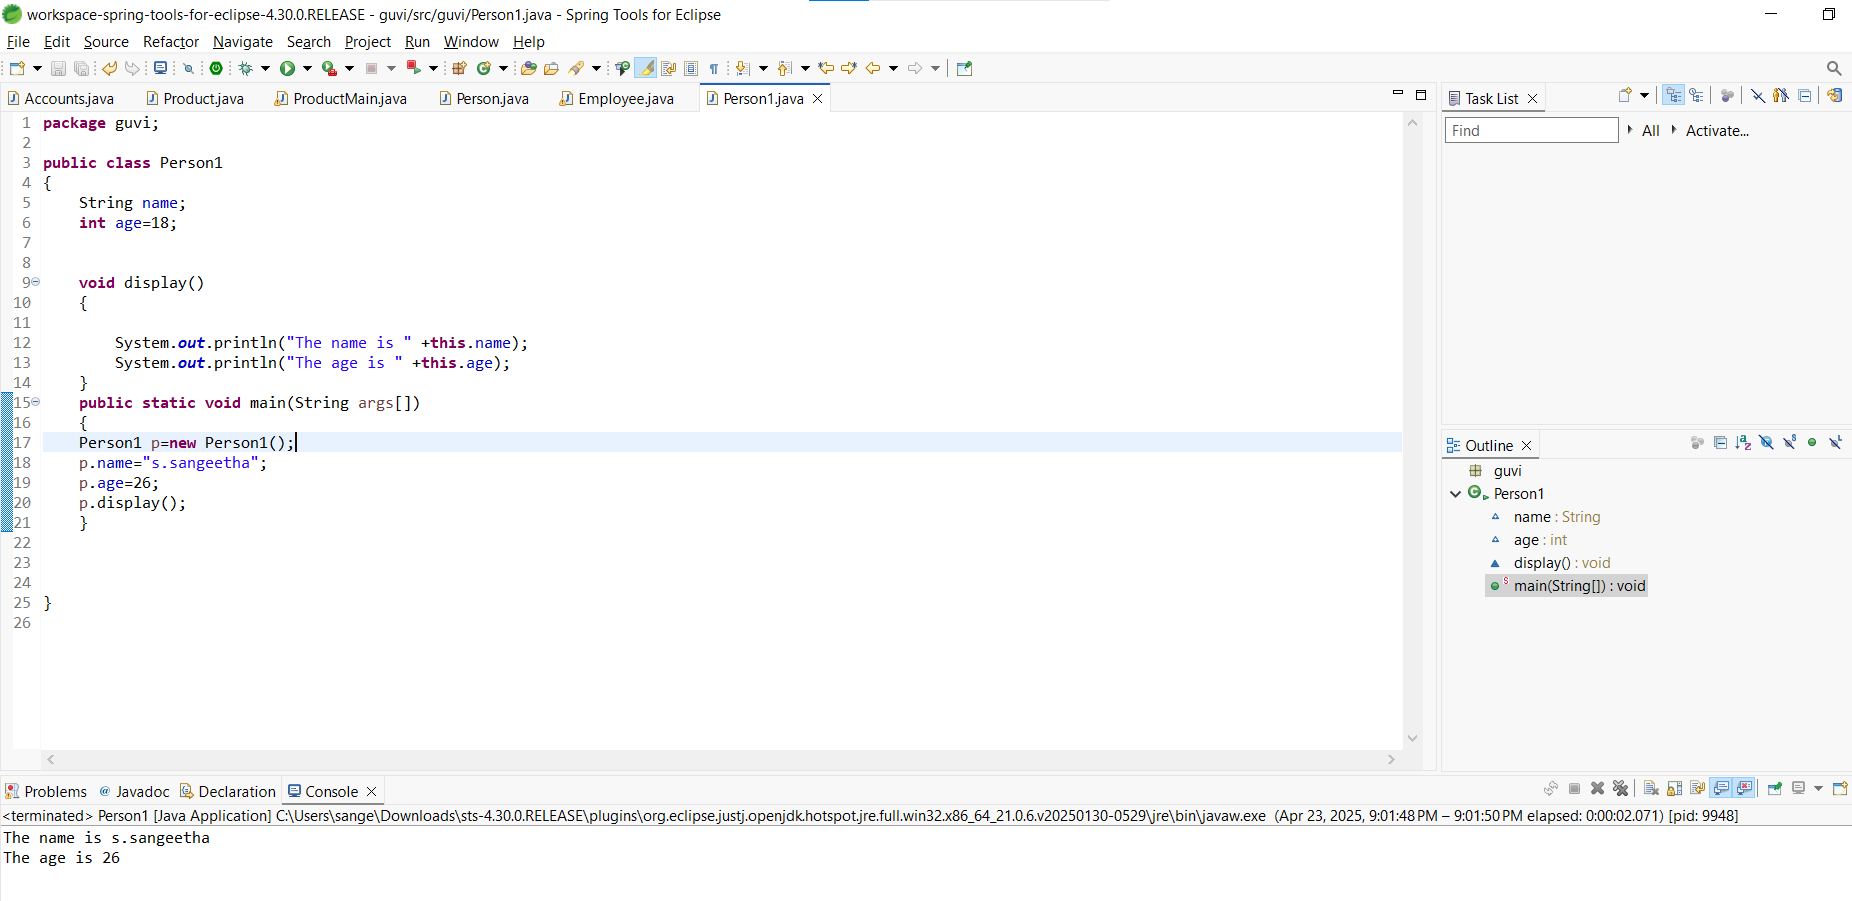 workspace-spring-tools-for-eclipse-4.30.0.RELEASE - guvi/src/guvi/Person1.java - Spring Tools for Eclipse
File Edit Source Refactor Navigate Search Project Run Window Help
Accounts.java Product.java ProductMain.java Person.java Employee.java Person1.java
1 package guvi;
2
3 public class Person1
4 {
5 String name;
6 int age=18;
7
8
9 void display()
10 {
11
12 System.out.println("The name is " +this.name);
13 System.out.println("The age is " +this.age);
14 }
15 public static void main(String args[])
16 {
17 Person1 p=new Person1();
18 p.name="s.sangeetha";
19 p.age=26;
20 p.display();
21 }
22
23
24
25 }
26
Task List
Find All Activate...
Outline
guvi
Person1
name : String
age : int
display() : void
main(String[]) : void
Problems Javadoc Declaration Console
<terminated> Person1 [Java Application] C:\Users\sange\Downloads\sts-4.30.0.RELEASE\plugins\org.eclipse.justj.openjdk.hotspot.jre.full.win32.x86_64_21.0.6.v20250130-0529\jre\bin\javaw.exe (Apr 23, 2025, 9:01:48 PM – 9:01:50 PM elapsed: 0:00:02.071) [pid: 9948]
The name is s.sangeetha
The age is 26